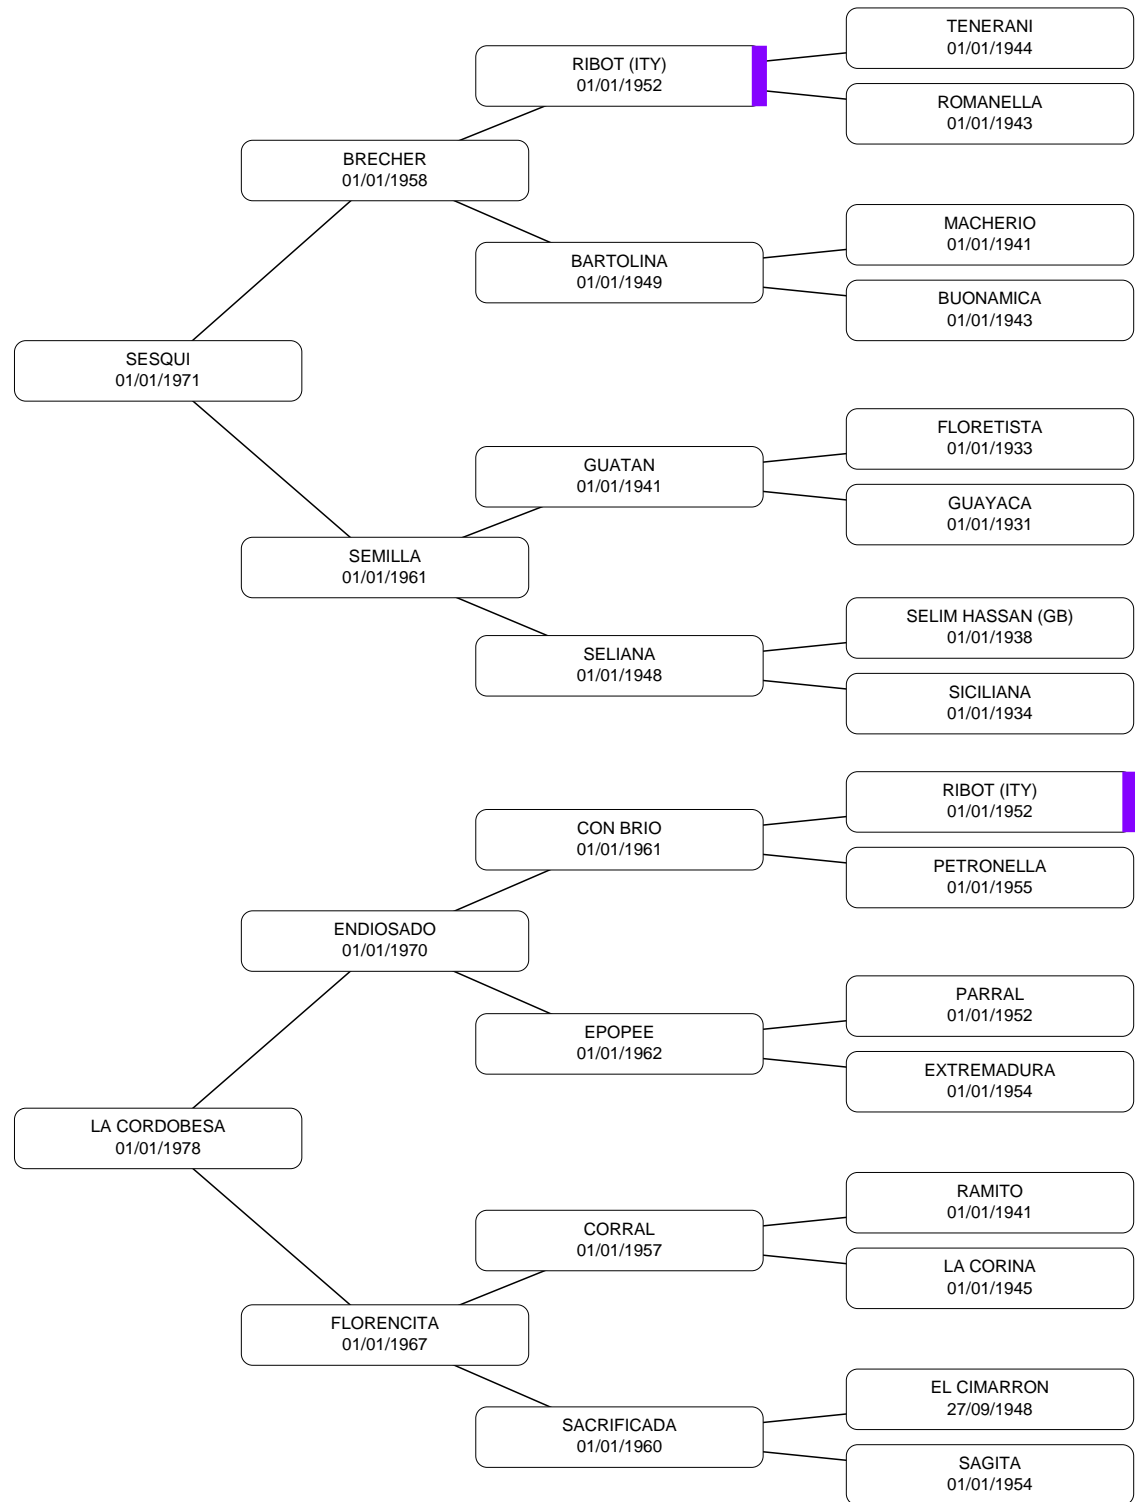 TENERANI
01/01/1944
RIBOT (ITY)
01/01/1952
ROMANELLA
01/01/1943
BRECHER
01/01/1958
MACHERIO
01/01/1941
BARTOLINA
01/01/1949
BUONAMICA
01/01/1943
SESQUI
01/01/1971
FLORETISTA
01/01/1933
GUATAN
01/01/1941
GUAYACA
01/01/1931
SEMILLA
01/01/1961
SELIM HASSAN (GB)
01/01/1938
SELIANA
01/01/1948
SICILIANA
01/01/1934
RIBOT (ITY)
01/01/1952
CON BRIO
01/01/1961
PETRONELLA
01/01/1955
ENDIOSADO
01/01/1970
PARRAL
01/01/1952
EPOPEE
01/01/1962
EXTREMADURA
01/01/1954
LA CORDOBESA
01/01/1978
RAMITO
01/01/1941
CORRAL
01/01/1957
LA CORINA
01/01/1945
FLORENCITA
01/01/1967
EL CIMARRON
27/09/1948
SACRIFICADA
01/01/1960
SAGITA
01/01/1954